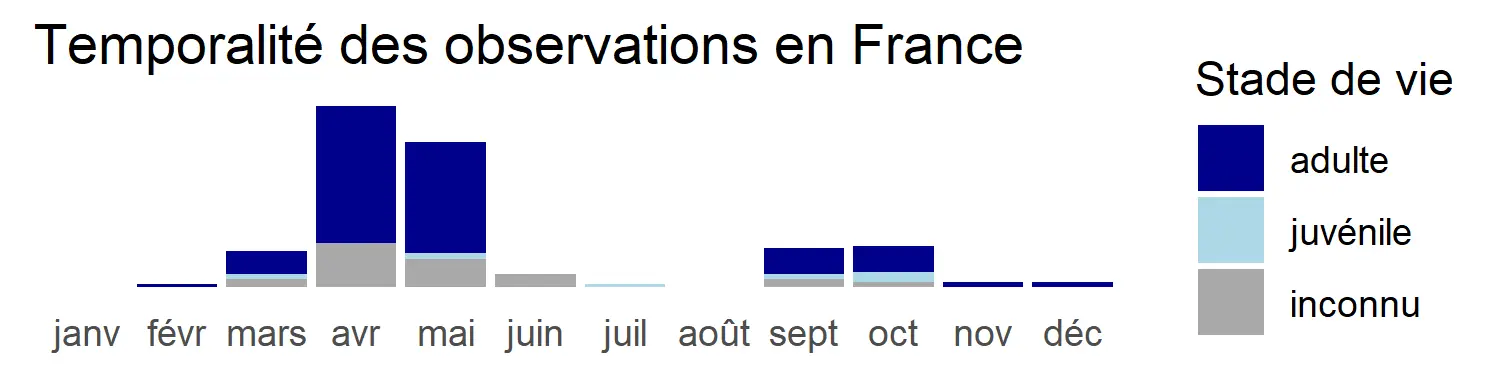 Temporalité des observations en France
Stade de vie
adulte
juvénile
inconnu
janv févr mars avr mai juin juil août sept oct nov déc